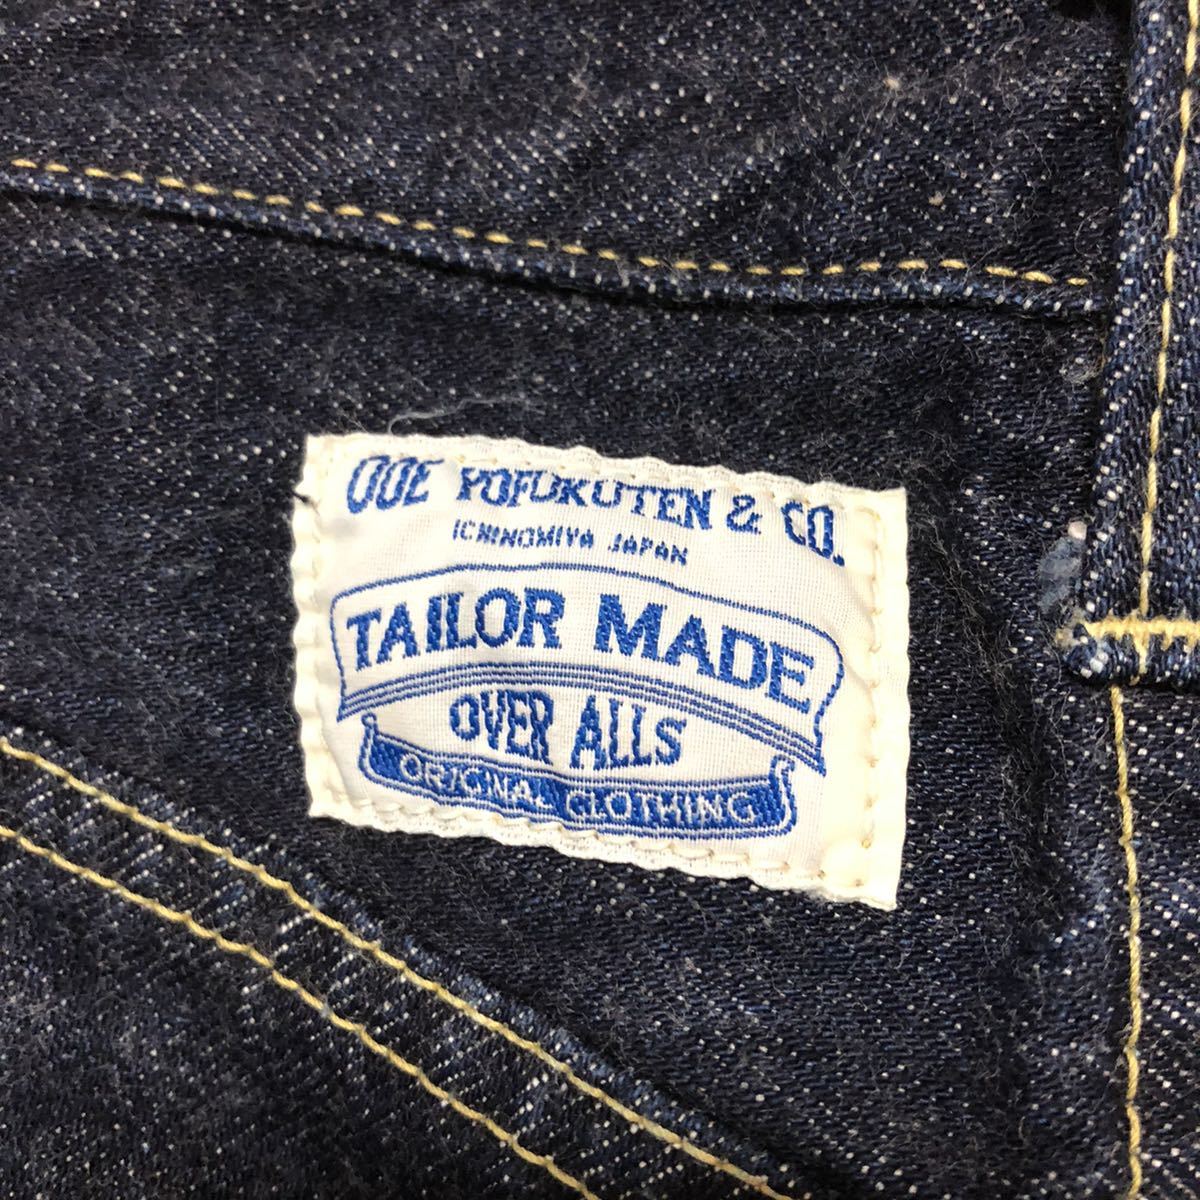 OOE YOFUKUTEN & CO.
ICHINOMIYA JAPAN
TAILOR MADE
OVER ALLS
ORIGINAL CLOTHING